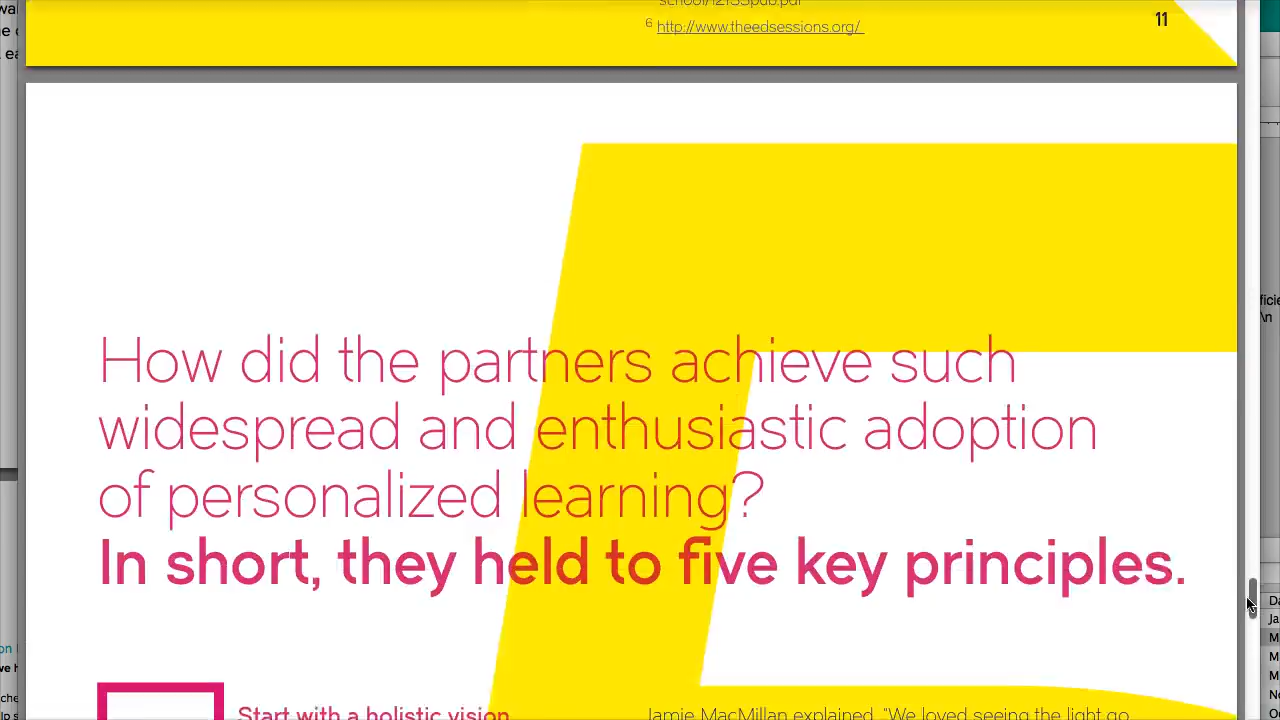 6 http://www.theedsessions.org/
11
How did the partners achieve such
widespread and enthusiastic adoption
of personalized learning?
In short, they held to five key principles.
Start with a holistic vision
Jamie MacMillan explained, "We loved seeing the light go